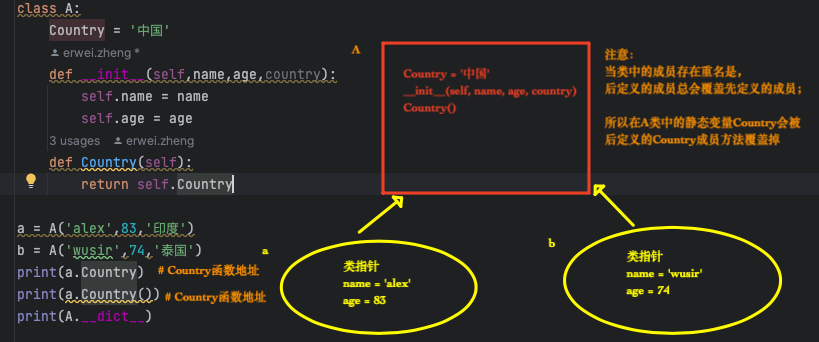 class A:
Country = '中国'
erwei.zheng *
def __init__(self,name,age,country):
self.name = name
self.age = age
3 usages erwei.zheng
def Country(self):
return self.Country
a = A('alex',83,'印度')
b = A('wusir',74,'泰国')
print(a.Country) # Country函数地址
print(a.Country()) # Country函数地址
print(A.__dict__)
A
Country = '中国'
__init__(self, name, age, country)
Country()
注意:
当类中的成员存在重名是,
后定义的成员总会覆盖先定义的成员;
所以在A类中的静态变量Country会被
后定义的Country成员方法覆盖掉
a
类指针
name = 'alex'
age = 83
b
类指针
name = 'wusir'
age = 74